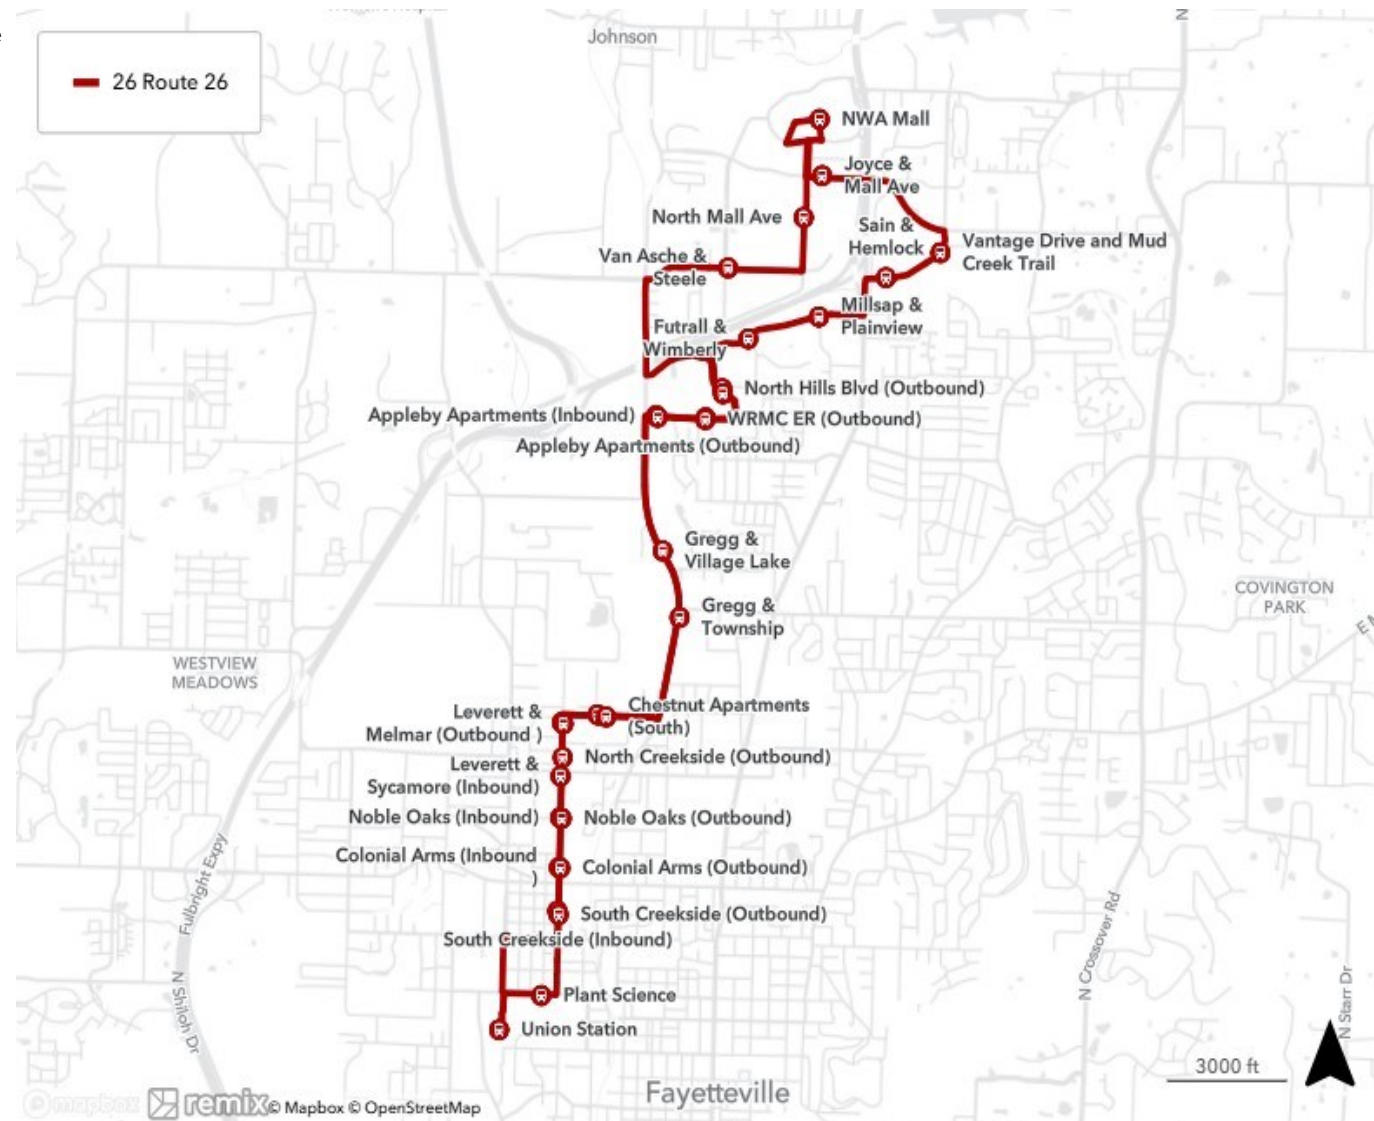 Johnson
26 Route 26
NWA Mall
Joyce &
Mall Ave
North Mall Ave
Sain &
Hemlock
Vantage Drive and Mud
Creek Trail
Van Asche &
Steele
Millsap &
Plainview
Futrall &
Wimberly
North Hills Blvd (Outbound)
Appleby Apartments (Inbound)
WRMC ER (Outbound)
Appleby Apartments (Outbound)
Gregg &
Village Lake
COVINGTON
PARK
Gregg &
Township
WESTVIEW
MEADOWS
Chestnut Apartments
(South)
Leverett &
Melmar (Outbound )
North Creekside (Outbound)
Leverett &
Sycamore (Inbound)
Noble Oaks (Inbound)
Noble Oaks (Outbound)
Colonial Arms (Inbound
)
Colonial Arms (Outbound)
Fulbright Expy
South Creekside (Outbound)
South Creekside (Inbound)
N Crossover Rd
Plant Science
N Shiloh Dr
N Starr Dr
Union Station
3000 ft
Fayetteville
mapbox
remix
© Mapbox © OpenStreetMap